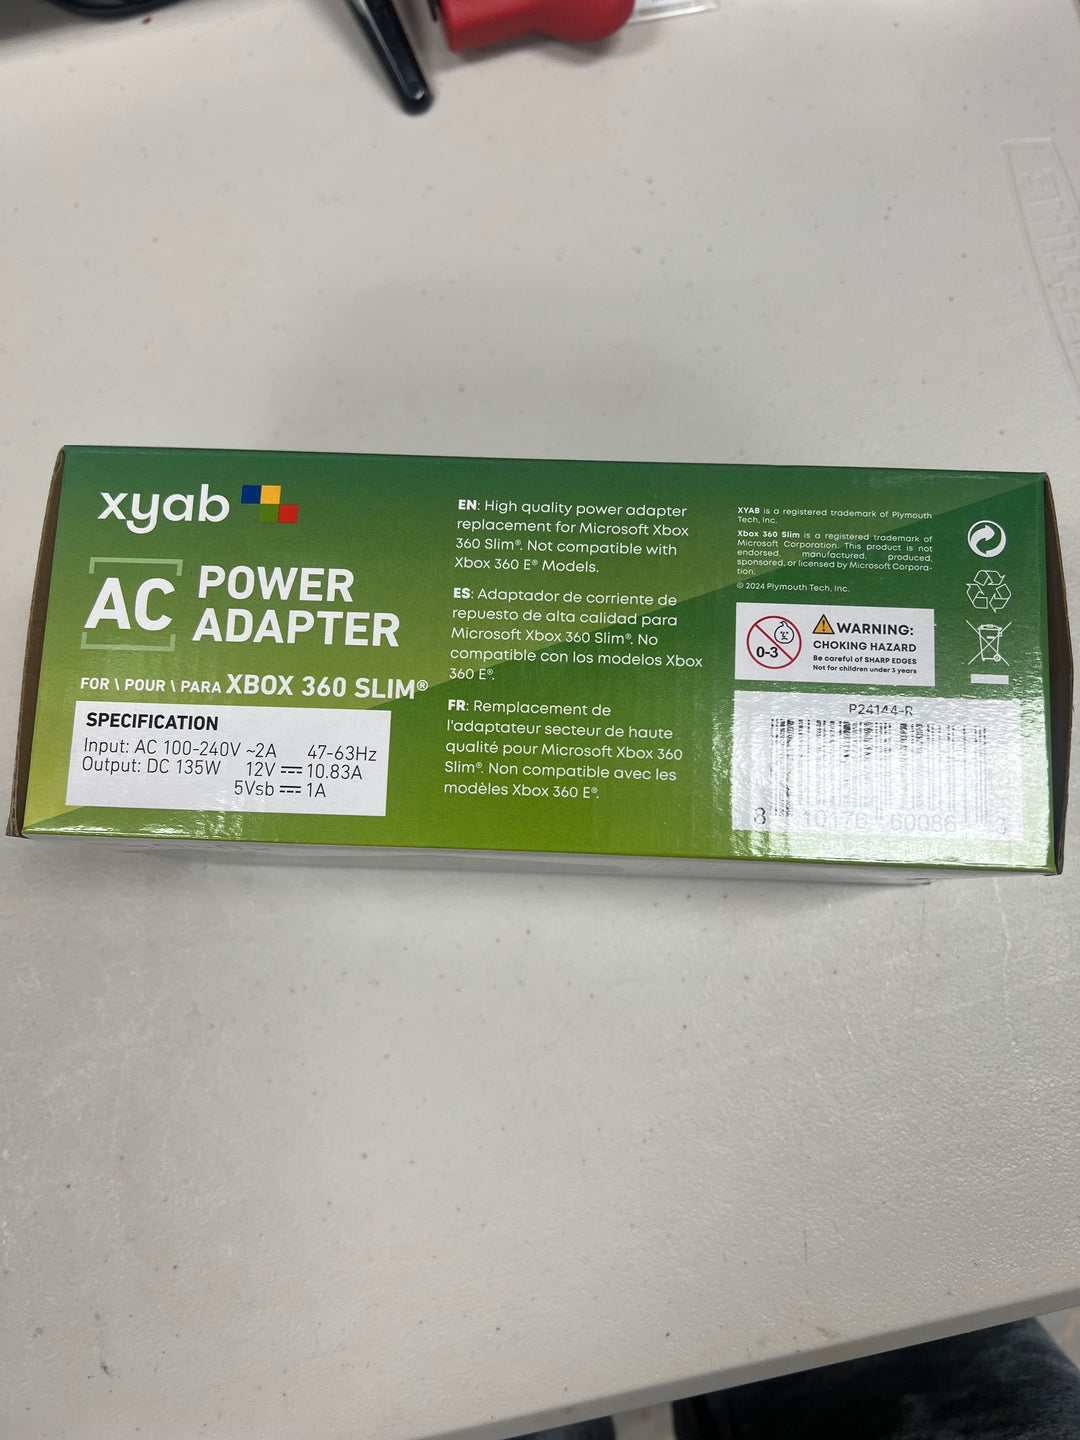 xyab
AC POWER
ADAPTER
FOR \ POUR \ PARA XBOX 360 SLIM®
SPECIFICATION
Input: AC 100-240V ~2A 47-63Hz
Output: DC 135W 12V ⎓ 10.83A
5Vsb ⎓ 1A
EN: High quality power adapter
replacement for Microsoft Xbox
360 Slim®. Not compatible with
Xbox 360 E® Models.
ES: Adaptador de corriente de
repuesto de alta calidad para
Microsoft Xbox 360 Slim®. No
compatible con los modelos Xbox
360 E®.
FR: Remplacement de
l'adaptateur secteur de haute
qualité pour Microsoft Xbox 360
Slim®. Non compatible avec les
modèles Xbox 360 E®.
XYAB is a registered trademark of Plymouth
Tech, Inc.
Xbox 360 Slim is a registered trademark of
Microsoft Corporation. This product is not
endorsed, manufactured, produced,
sponsored, or licensed by Microsoft Corpora-
tion.
© 2024 Plymouth Tech, Inc.
0-3
WARNING:
CHOKING HAZARD
Be careful of SHARP EDGES
Not for children under 3 years
P24144-R
8 10176 60086 3